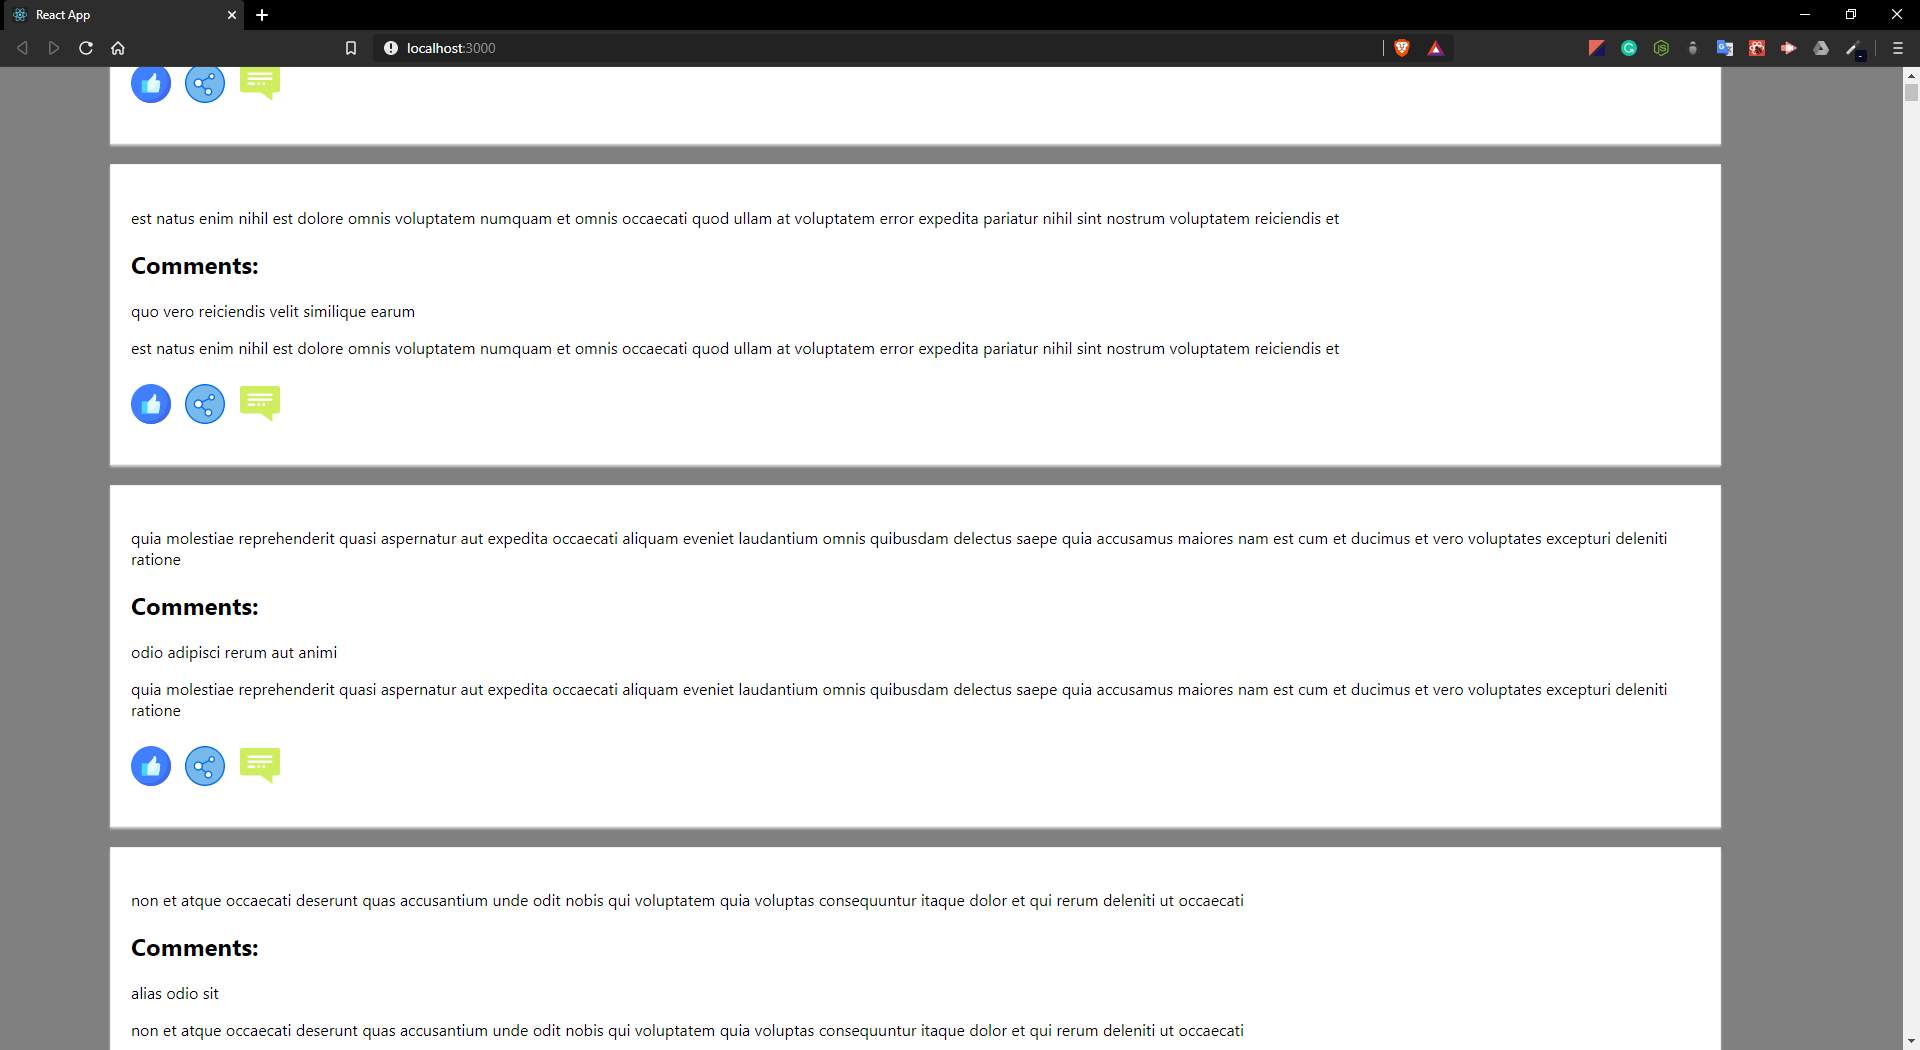 React App
localhost:3000
est natus enim nihil est dolore omnis voluptatem numquam et omnis occaecati quod ullam at voluptatem error expedita pariatur nihil sint nostrum voluptatem reiciendis et
Comments:
quo vero reiciendis velit similique earum
est natus enim nihil est dolore omnis voluptatem numquam et omnis occaecati quod ullam at voluptatem error expedita pariatur nihil sint nostrum voluptatem reiciendis et
quia molestiae reprehenderit quasi aspernatur aut expedita occaecati aliquam eveniet laudantium omnis quibusdam delectus saepe quia accusamus maiores nam est cum et ducimus et vero voluptates excepturi deleniti
ratione
Comments:
odio adipisci rerum aut animi
quia molestiae reprehenderit quasi aspernatur aut expedita occaecati aliquam eveniet laudantium omnis quibusdam delectus saepe quia accusamus maiores nam est cum et ducimus et vero voluptates excepturi deleniti
ratione
non et atque occaecati deserunt quas accusantium unde odit nobis qui voluptatem quia voluptas consequuntur itaque dolor et qui rerum deleniti ut occaecati
Comments:
alias odio sit
non et atque occaecati deserunt quas accusantium unde odit nobis qui voluptatem quia voluptas consequuntur itaque dolor et qui rerum deleniti ut occaecati